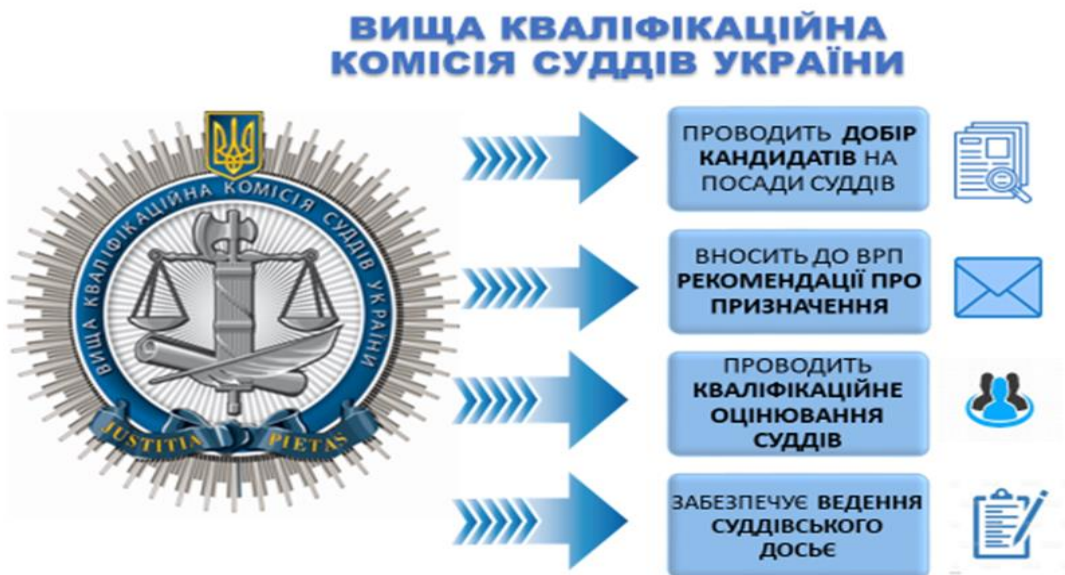 ВИЩА КВАЛІФІКАЦІЙНА
КОМІСІЯ СУДДІВ УКРАЇНИ
ВИЩА КВАЛІФІКАЦІЙНА КОМІСІЯ СУДДІВ УКРАЇНИ
JUSTITIA PIETAS
ПРОВОДИТЬ ДОБІР
КАНДИДАТІВ НА
ПОСАДИ СУДДІВ
ВНОСИТЬ ДО ВРП
РЕКОМЕНДАЦІЇ ПРО
ПРИЗНАЧЕННЯ
ПРОВОДИТЬ
КВАЛІФІКАЦІЙНЕ
ОЦІНЮВАННЯ
СУДДІВ
ЗАБЕЗПЕЧУЄ ВЕДЕННЯ
СУДДІВСЬКОГО
ДОСЬЄ